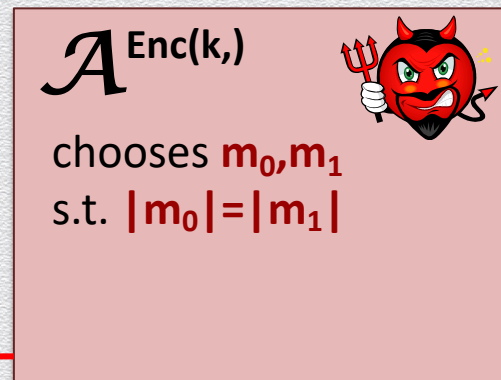 𝒜 Enc(k,)
chooses m₀,m₁
s.t. |m₀|=|m₁|